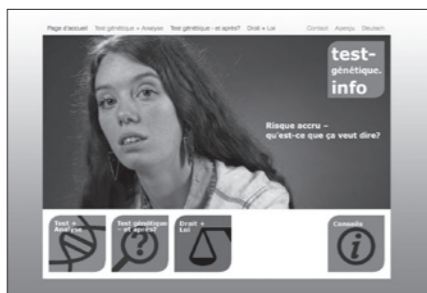 Page d'accueil Test génétique + Analyse Test génétique - et après? Droit + Loi Contact Aperçu Deutsch
test-
génétique.
info
Risque accru –
qu'est-ce que ça veut dire?
Test +
Analyse
Test génétique
– et après?
Droit +
Loi
Conseils